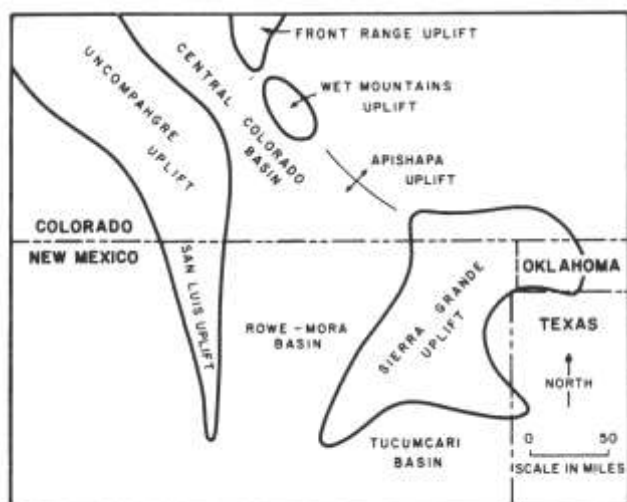 FRONT RANGE UPLIFT
CENTRAL COLORADO
BASIN
UNCOMPAHGRE
UPLIFT
WET MOUNTAINS
UPLIFT
APISHAPA
UPLIFT
COLORADO
NEW MEXICO
SAN LUIS UPLIFT
OKLAHOMA
SIERRA GRANDE
UPLIFT
TEXAS
ROWE-MORA
BASIN
NORTH
TUCUMCARI
BASIN
0 50
SCALE IN MILES